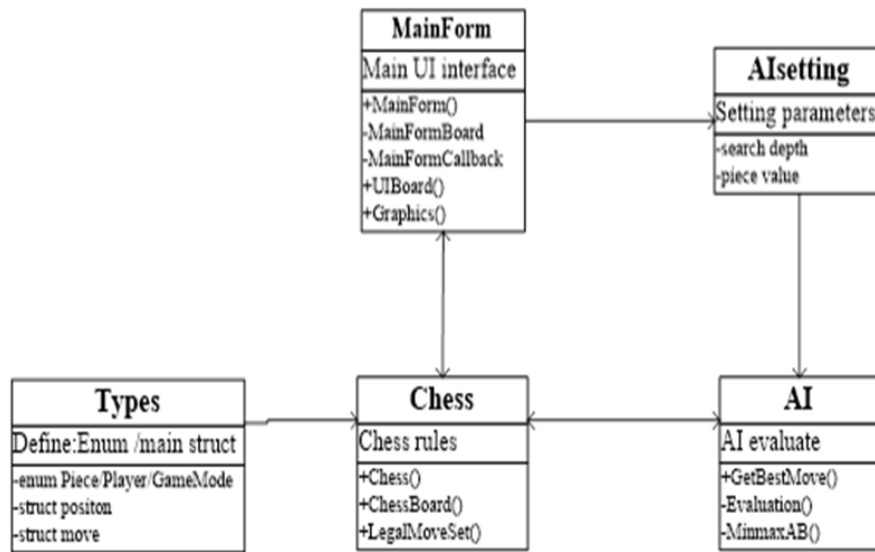 MainForm
Main UI interface
+MainForm()
-MainFormBoard
-MainFormCallback
+UIBoard()
+Graphics()
AIsetting
Setting parameters
-search depth
-piece value
Types
Define:Enum /main struct
-enum Piece/Player/GameMode
-struct positon
-struct move
Chess
Chess rules
+Chess()
+ChessBoard()
+LegalMoveSet()
AI
AI evaluate
+GetBestMove()
-Evaluation()
-MinmaxAB()